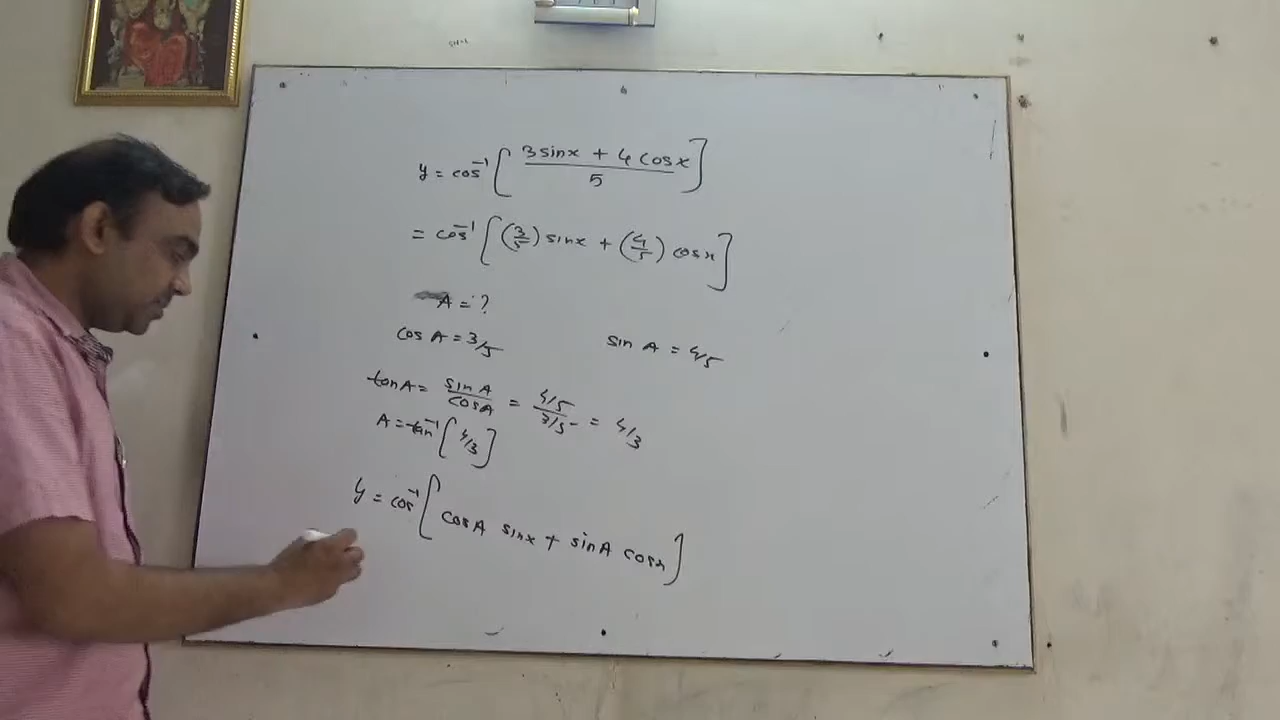 y = cos⁻¹ [ 3 sinx + 4 cosx / 5 ]
= cos⁻¹ [ (3/5) sinx + (4/5) cosx ]
A = ?
cos A = 3/5 sin A = 4/5
tanA = sinA / cosA = 4/5 / 3/5 = 4/3
A = tan⁻¹ [ 4/3 ]
y = cos⁻¹ [ cosA sinx + sinA cosx ]